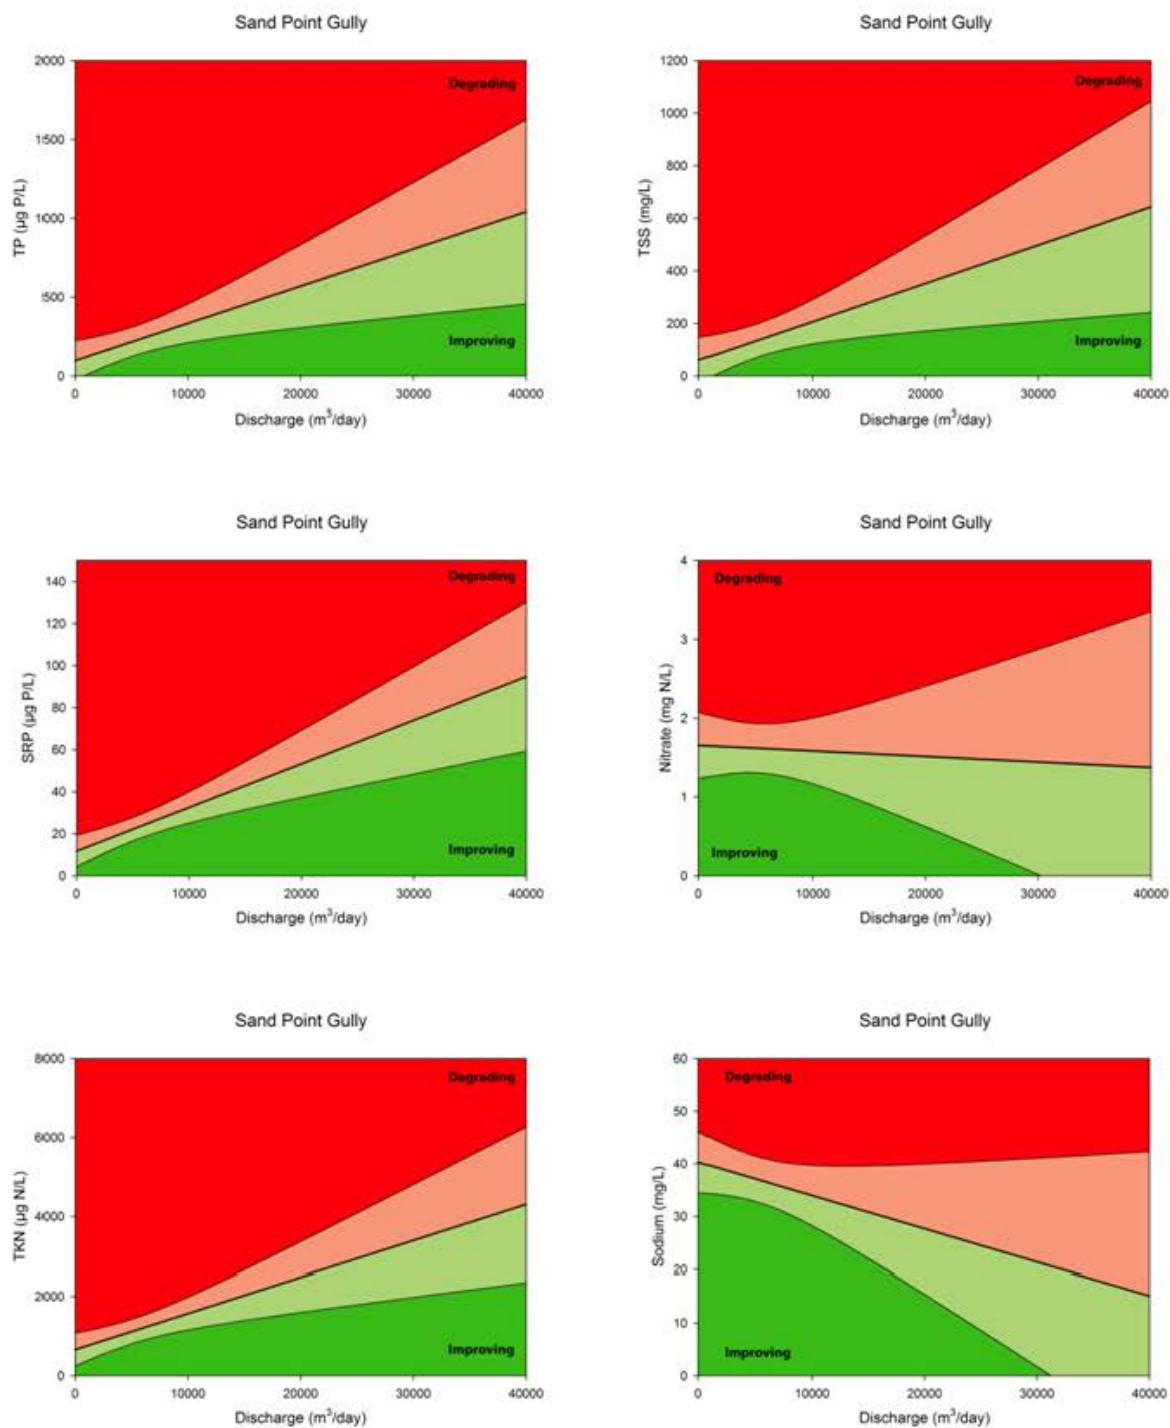 Sand Point Gully
2000
1500
1000
500
0
TP (µg P/L)
Degrading
Improving
0 10000 20000 30000 40000
Discharge (m³/day)
Sand Point Gully
1200
1000
800
600
400
200
0
TSS (mg/L)
Degrading
Improving
0 10000 20000 30000 40000
Discharge (m³/day)
Sand Point Gully
140
120
100
80
60
40
20
0
SRP (µg P/L)
Degrading
Improving
0 10000 20000 30000 40000
Discharge (m³/day)
Sand Point Gully
4
3
2
1
0
Nitrate (mg N/L)
Degrading
Improving
0 10000 20000 30000 40000
Discharge (m³/day)
Sand Point Gully
8000
6000
4000
2000
0
TKN (µg N/L)
Degrading
Improving
0 10000 20000 30000 40000
Discharge (m³/day)
Sand Point Gully
60
50
40
30
20
10
0
Sodium (mg/L)
Degrading
Improving
0 10000 20000 30000 40000
Discharge (m³/day)